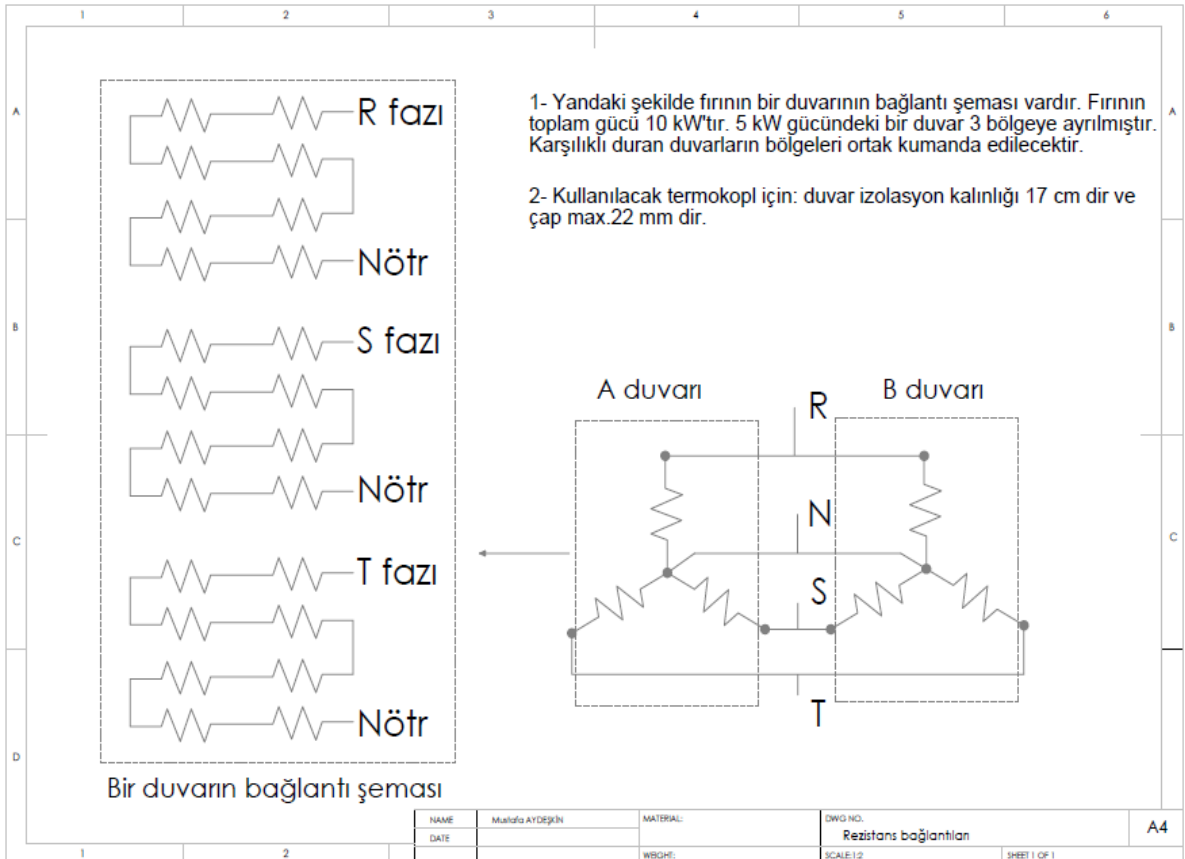 1 2 3 4 5 6
A
B
C
D
A
B
C
R fazı
Nötr
S fazı
Nötr
T fazı
Nötr
Bir duvarın bağlantı şeması
1- Yandaki şekilde fırının bir duvarının bağlantı şeması vardır. Fırının
toplam gücü 10 kW'tır. 5 kW gücündeki bir duvar 3 bölgeye ayrılmıştır.
Karşılıklı duran duvarların bölgeleri ortak kumanda edilecektir.
2- Kullanılacak termokopl için: duvar izolasyon kalınlığı 17 cm dir ve
çap max.22 mm dir.
A duvarı
B duvarı
R
N
S
T
NAME Mustafa AYDEŞKİN
DATE
MATERIAL:
WEIGHT:
DWG NO.
Rezistans bağlantıları
A4
SCALE:1:2
SHEET 1 OF 1
1 2